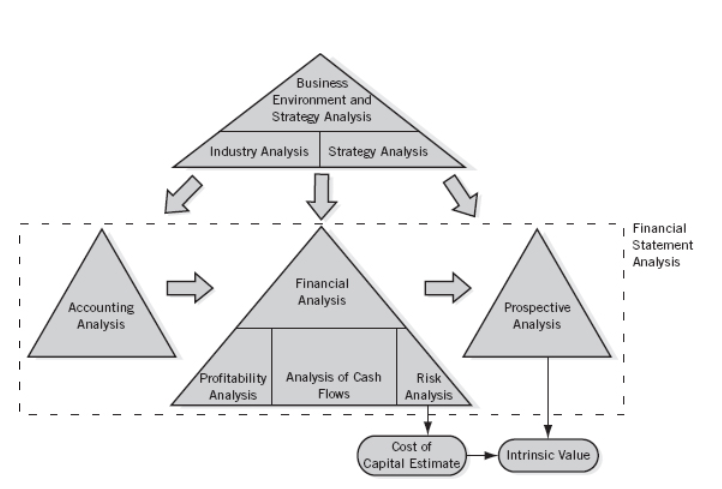 Business
Environment and
Strategy Analysis
Industry Analysis
Strategy Analysis
Financial
Statement
Analysis
Accounting
Analysis
Financial
Analysis
Prospective
Analysis
Profitability
Analysis
Analysis of Cash
Flows
Risk
Analysis
Cost of
Capital Estimate
Intrinsic Value